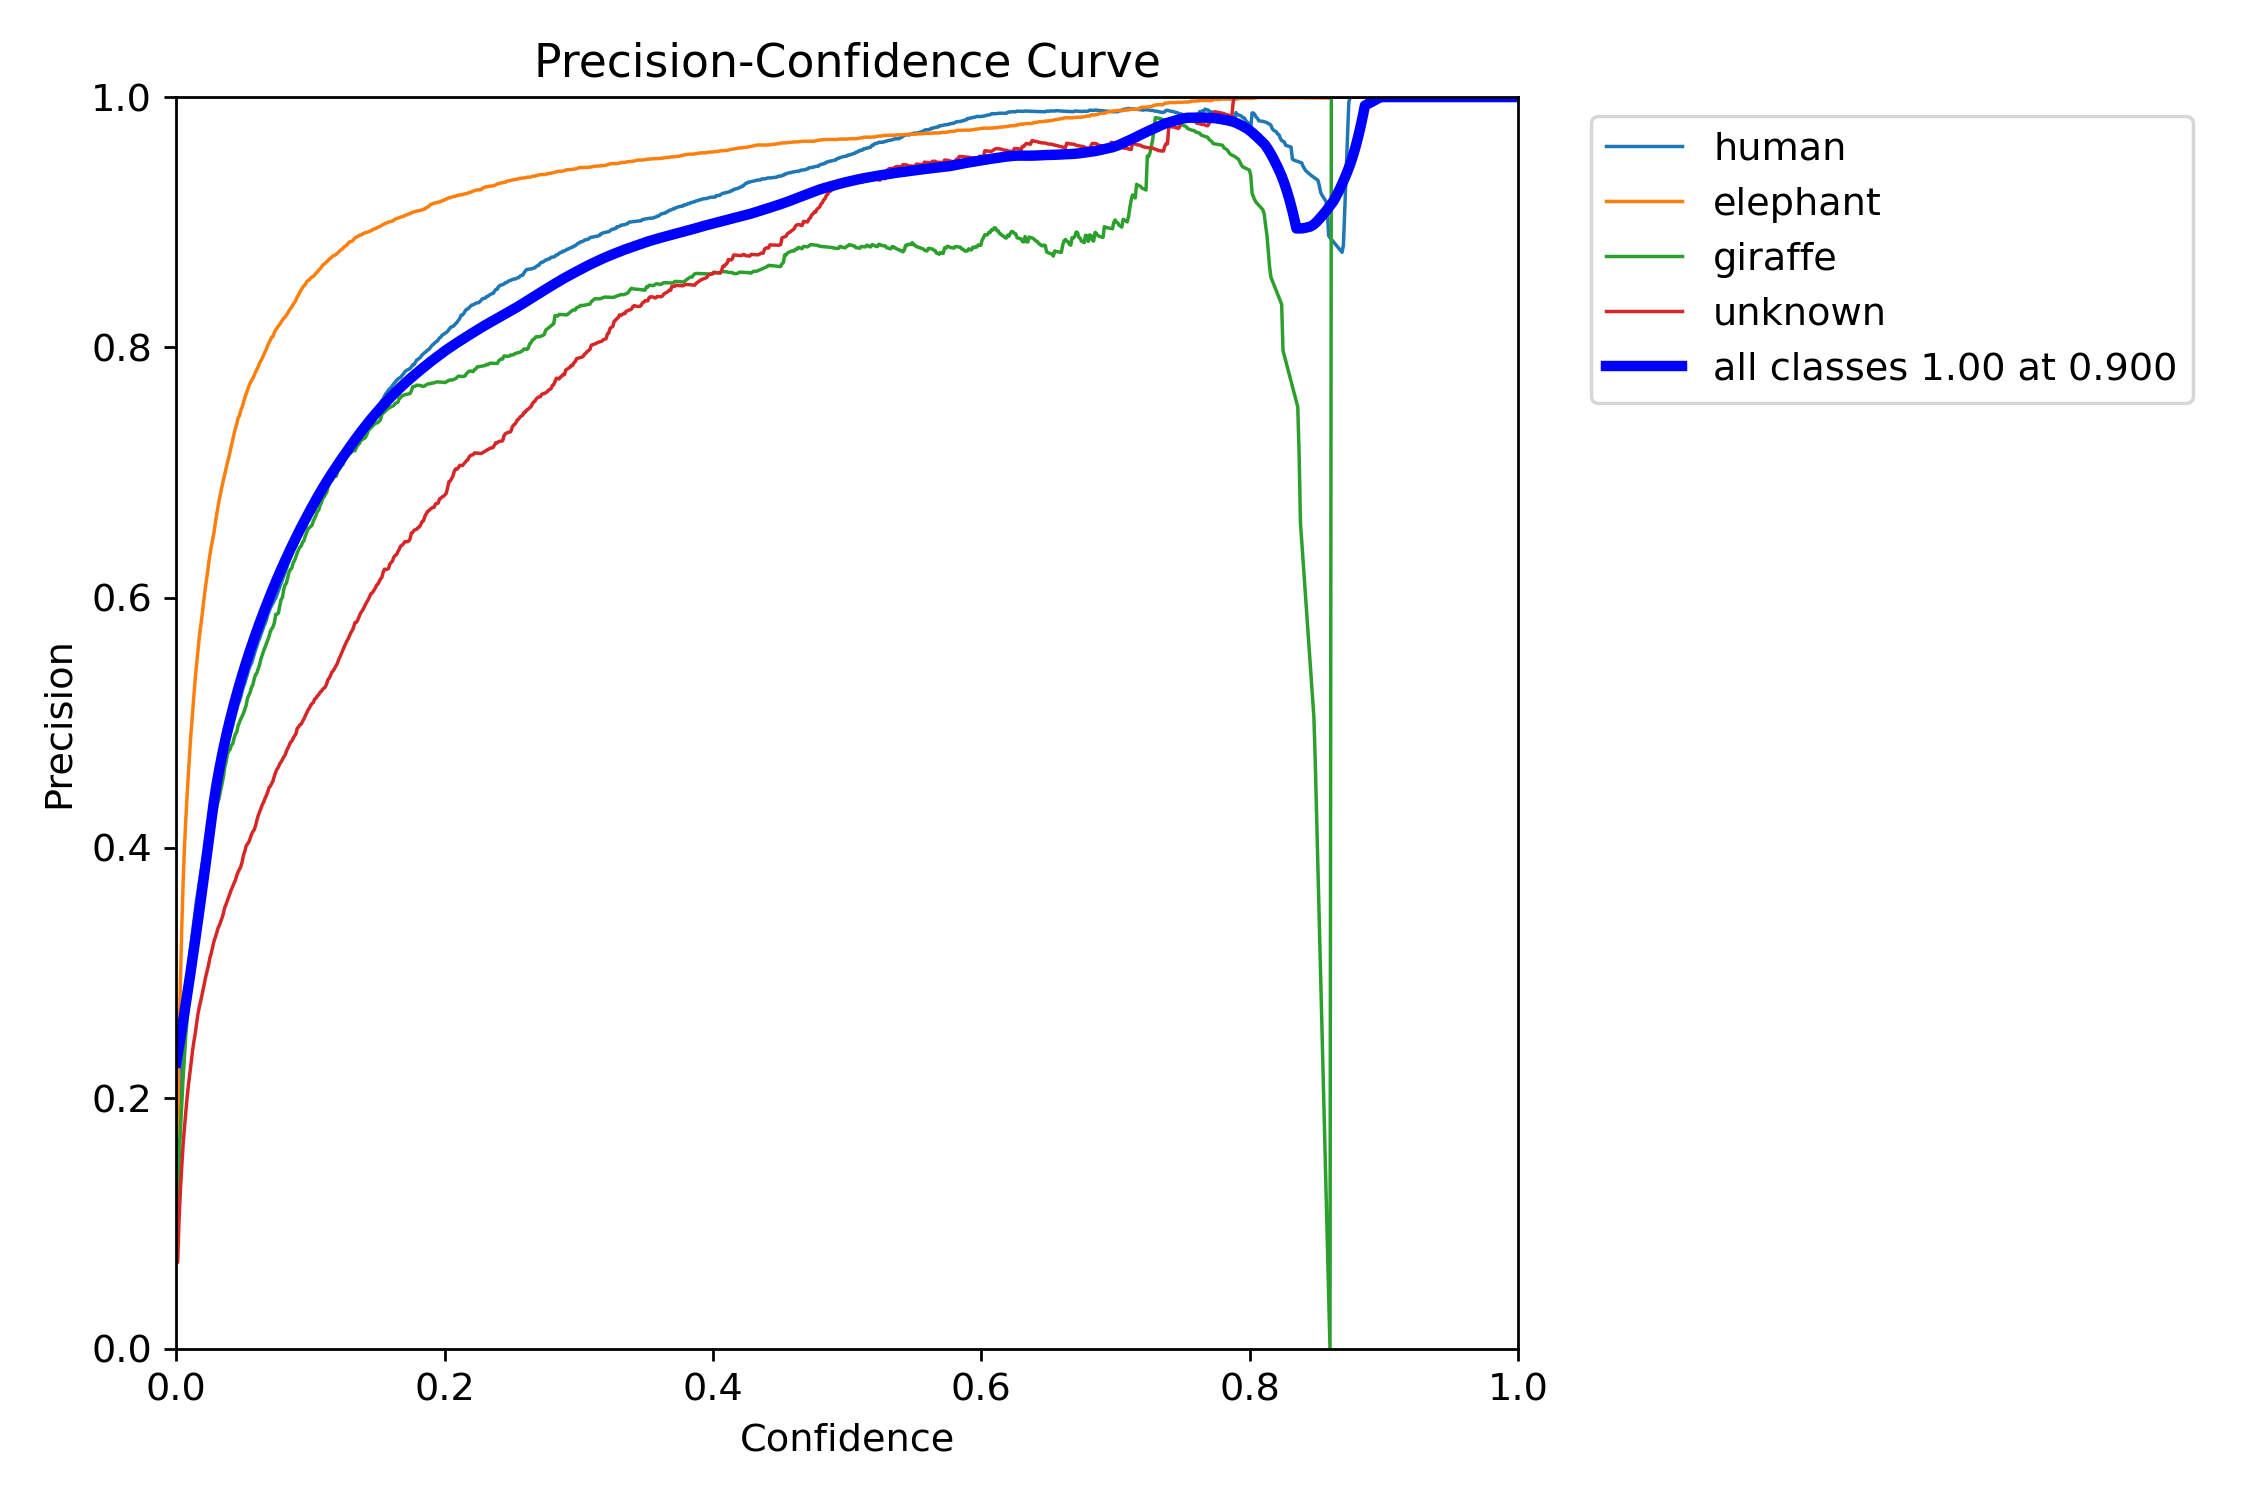 Precision-Confidence Curve
1.0
0.8
0.6
0.4
0.2
0.0
Precision
0.0 0.2 0.4 0.6 0.8 1.0
Confidence
human
elephant
giraffe
unknown
all classes 1.00 at 0.900